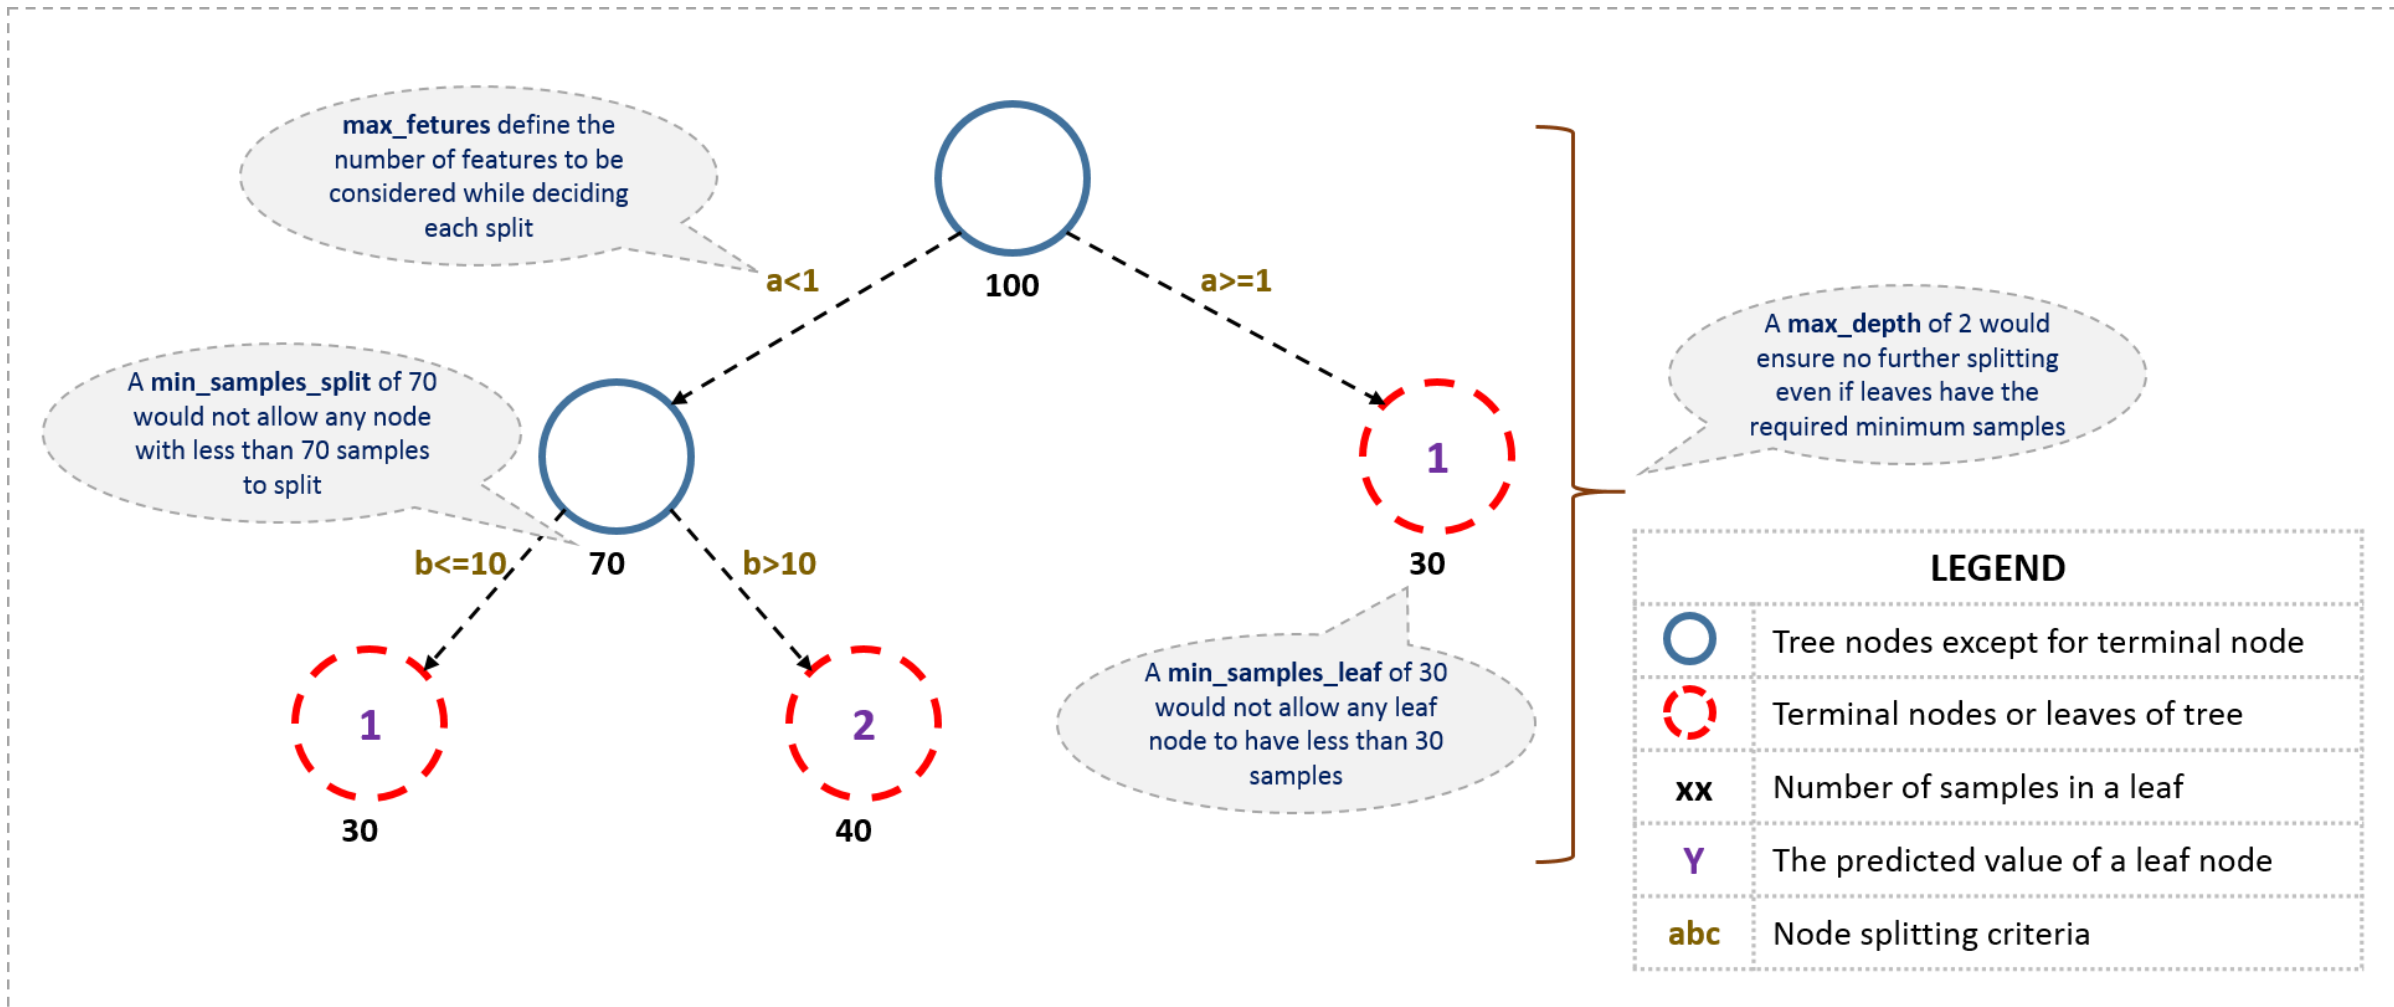 max_fetures define the
number of features to be
considered while deciding
each split
a<1
100
a>=1
A max_depth of 2 would
ensure no further splitting
even if leaves have the
required minimum samples
A min_samples_split of 70
would not allow any node
with less than 70 samples
to split
1
b<=10
70
b>10
30
A min_samples_leaf of 30
would not allow any leaf
node to have less than 30
samples
1
2
30
40
LEGEND
Tree nodes except for terminal node
Terminal nodes or leaves of tree
xx Number of samples in a leaf
Y The predicted value of a leaf node
abc Node splitting criteria